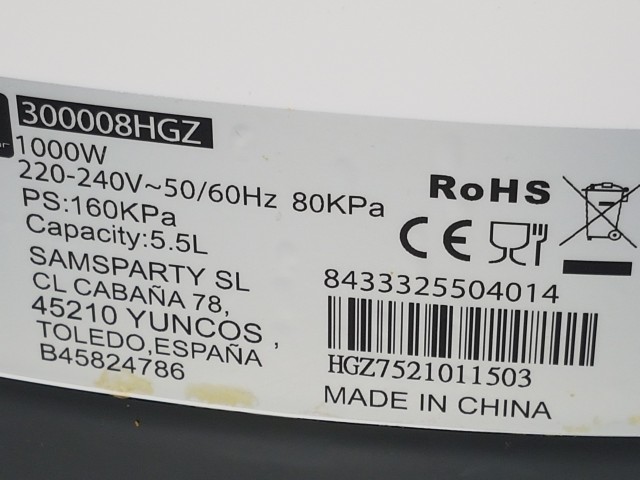 300008HGZ
1000W
220-240V~50/60Hz 80KPa
PS:160KPa
Capacity:5.5L
SAMSPARTY SL
CL CABAÑA 78,
45210 YUNCOS ,
TOLEDO,ESPAÑA
B45824786
RoHS
CE
8433325504014
HGZ7521011503
MADE IN CHINA